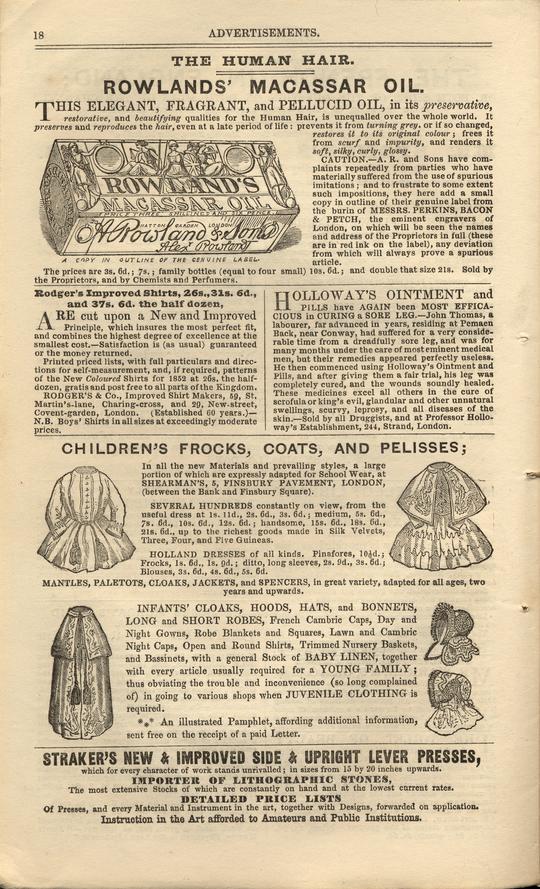 18
ADVERTISEMENTS.
THE HUMAN HAIR.
ROWLANDS' MACASSAR OIL.
THIS ELEGANT, FRAGRANT, and PELLUCID OIL, in its preservative,
restorative, and beautifying qualities for the Human Hair, is unequalled over the whole world. It
preserves and reproduces the hair, even at a late period of life: prevents it from turning grey. or if so changed,
restores it to its original colour; frees it
from scurf and impurity, and renders it
soft, silky, curly, glossy.
CAUTION.—A. R. and Sons have com-
plaints repeatedly from parties who have
materially suffered from the use of spurious
imitations; and to frustrate to some extent
such impositions, they here add a small
copy in outline of their genuine label from
the burin of MESSRS. PERKINS, BACON
& PETCH, the eminent engravers of
London, on which will be seen the names
and address of the Proprietors in full (these
are in red ink on the label), any deviation
from which will always prove a spurious
article.
ROWLAND'S
MACASSAR OIL
PRICE THREE SHILLINGS AND SIX PENCE
HATTON GARDEN LONDON
A. Rowland & Sons
Alex Rowland
A COPY IN OUTLINE OF THE GENUINE LABEL.
The prices are 3s. 6d.; 7s.; family bottles (equal to four small) 10s. 6d.; and double that size 21s. Sold by
the Proprietors, and by Chemists and Perfumers.
Rodger's Improved Shirts, 26s., 31s. 6d.,
and 37s. 6d. the half dozen,
ARE cut upon a New and Improved
Principle, which insures the most perfect fit,
and combines the highest degree of excellence at the
smallest cost.—Satisfaction is (as usual) guaranteed
or the money returned.
Printed priced lists, with full particulars and direc-
tions for self-measurement, and, if required, patterns
of the New Coloured Shirts for 1852 at 26s. the half-
dozen, gratis and post free to all parts of the Kingdom.
RODGER'S & Co., Improved Shirt Makers, 59, St.
Martin's-lane, Charing-cross, and 29, New-street,
Covent-garden, London. (Established 60 years.)—
N.B. Boys' Shirts in all sizes at exceedingly moderate
prices.
HOLLOWAY'S OINTMENT and
PILLS have AGAIN been MOST EFFICA-
CIOUS in CURING a SORE LEG.—John Thomas, a
labourer, far advanced in years, residing at Pemaen
Back, near Conway, had suffered for a very conside-
rable time from a dreadfully sore leg, and was for
many months under the care of most eminent medical
men, but their remedies appeared perfectly useless.
He then commenced using Holloway's Ointment and
Pills, and after giving them a fair trial, his leg was
completely cured, and the wounds soundly healed.
These medicines excel all others in the cure of
scrofula or king's evil, glandular and other unnatural
swellings, scurvy, leprosy, and all diseases of the
skin.—Sold by all Druggists, and at Professor Hollo-
way's Establishment, 244, Strand, London.
CHILDREN'S FROCKS, COATS, AND PELISSES;
In all the new Materials and prevailing styles, a large
portion of which are expressly adapted for School Wear, at
SHEARMAN'S, 5, FINSBURY PAVEMENT, LONDON,
(between the Bank and Finsbury Square).
SEVERAL HUNDREDS constantly on view, from the
useful dress at 1s. 11d., 2s. 6d., 3s. 6d.; medium, 5s. 6d.,
7s. 6d., 10s. 6d., 12s. 6d.; handsome, 15s. 6d., 18s. 6d.,
21s. 6d., up to the richest goods made in Silk Velvets,
Three, Four, and Five Guineas.
HOLLAND DRESSES of all kinds. Pinafores, 10½d.;
Frocks, 1s. 6d., 1s. 9d.; ditto, long sleeves, 2s. 9d., 3s. 6d.;
Blouses, 3s. 6d., 4s. 6d., 5s. 6d.
MANTLES, PALETOTS, CLOAKS, JACKETS, and SPENCERS, in great variety, adapted for all ages, two
years and upwards.
INFANTS' CLOAKS, HOODS, HATS, and BONNETS,
LONG and SHORT ROBES, French Cambric Caps, Day and
Night Gowns, Robe Blankets and Squares, Lawn and Cambric
Night Caps, Open and Round Shirts, Trimmed Nursery Baskets,
and Bassinets, with a general Stock of BABY LINEN, together
with every article usually required for a YOUNG FAMILY;
thus obviating the trouble and inconvenience (so long complained
of) in going to various shops when JUVENILE CLOTHING is
required.
*** An illustrated Pamphlet, affording additional information,
sent free on the receipt of a paid Letter.
STRAKER'S NEW & IMPROVED SIDE & UPRIGHT LEVER PRESSES,
which for every character of work stands unrivalled; in sizes from 15 by 20 inches upwards.
IMPORTER OF LITHOGRAPHIC STONES,
The most extensive Stocks of which are constantly on hand and at the lowest current rates.
DETAILED PRICE LISTS
Of Presses, and every Material and Instrument in the art, together with Designs, forwarded on application.
Instruction in the Art afforded to Amateurs and Public Institutions.